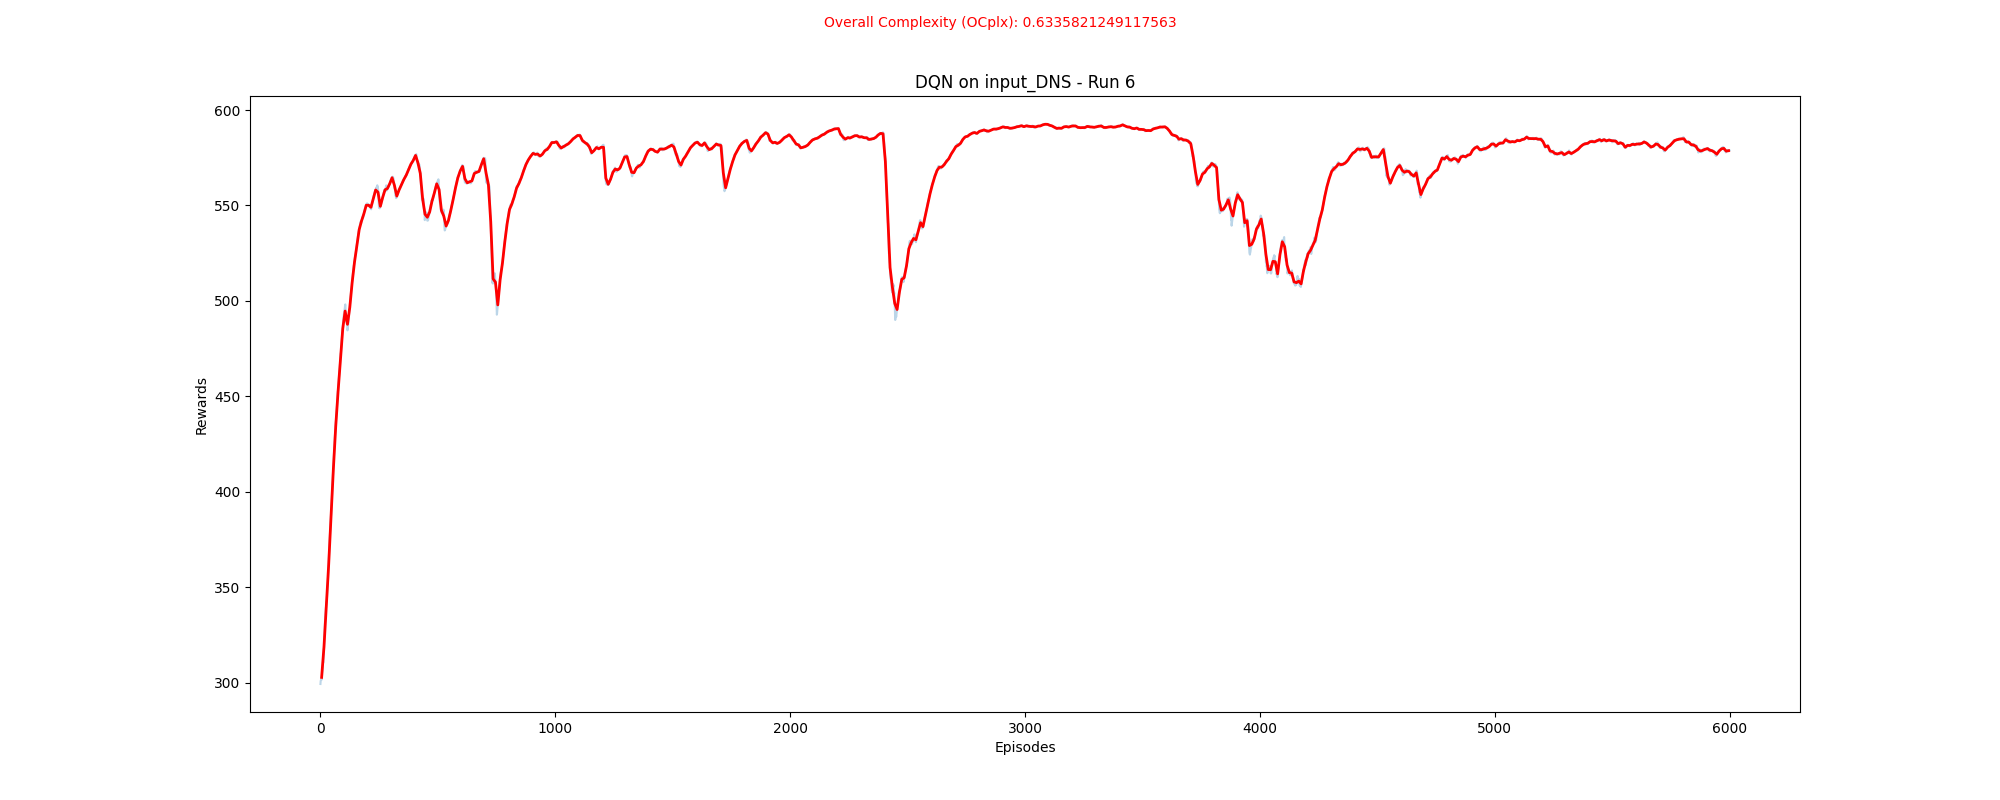 Overall Complexity (OCplx): 0.6335821249117563
DQN on input_DNS - Run 6
600
550
500
450
400
350
300
Rewards
0 1000 2000 3000 4000 5000 6000
Episodes